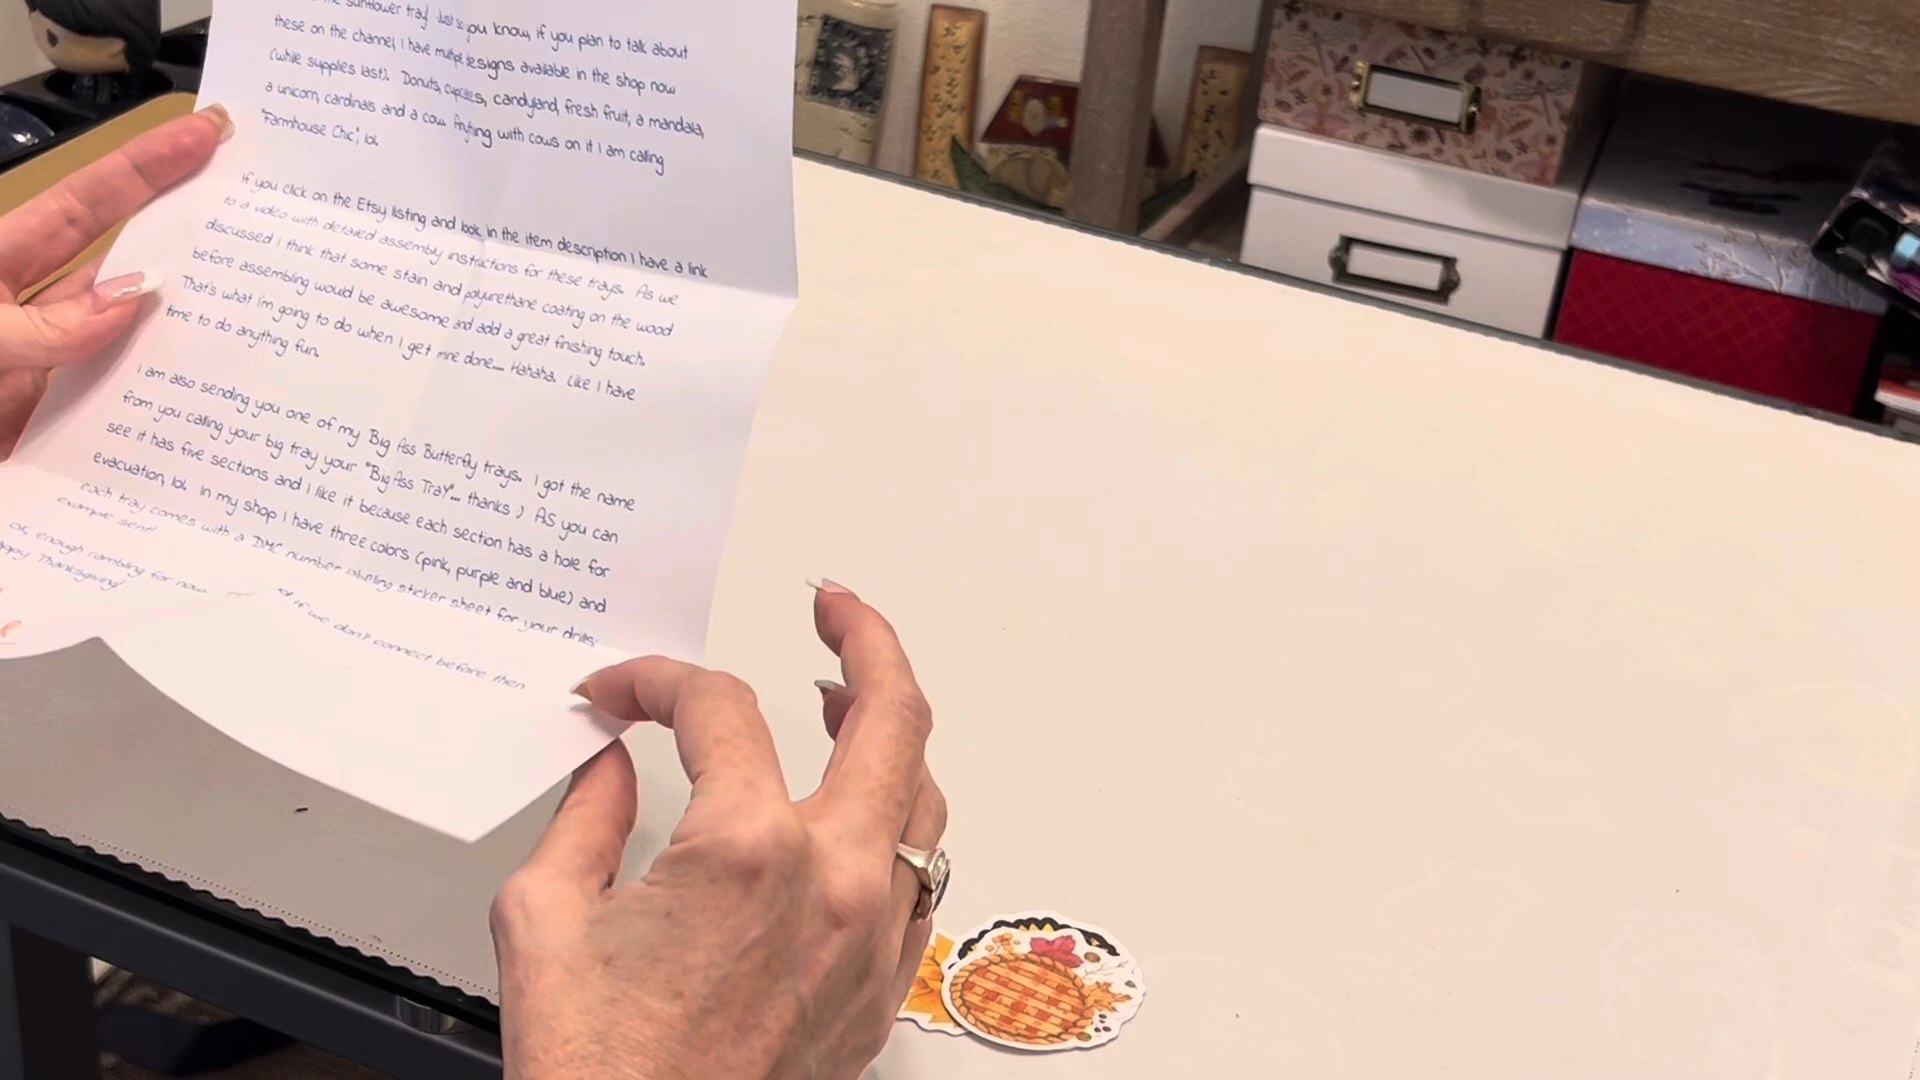 sunflower tray! Just so you know, if you plan to talk about
these on the channel, I have multiple designs available in the shop now
(while supplies last). Donuts, cupcakes, candyland, fresh fruit, a mandala,
a unicorn, cardinals and a cow with cows on it I am calling
"Farmhouse Chic", lol.
If you click on the Etsy listing and look in the item description I have a link
to a video with detailed assembly instructions for these trays. As we
discussed I think that some stain and polyurethane coating on the wood
before assembling would be awesome and add a great finishing touch.
That's what I'm going to do when I get mine done.... Hahaha. Like I have
time to do anything fun.
I am also sending you one of my Big Ass Butterfly trays. I got the name
from you calling your big tray your "Big Ass Tray"... thanks :) As you can
see it has five sections and I like it because each section has a hole for
evacuation, lol. In my shop I have three colors (pink, purple and blue) and
each tray comes with a DMC number labeling sticker sheet for your drills.
example sent!
Ok, enough rambling for now. if we don't connect before then
Thanksgiving!